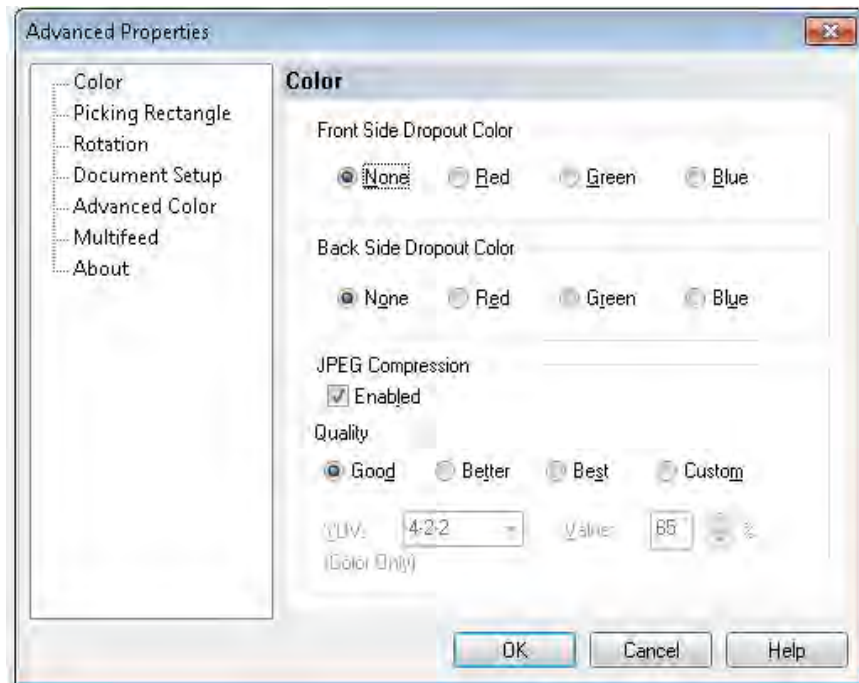 Advanced Properties
Color
Picking Rectangle
Rotation
Document Setup
Advanced Color
Multifeed
About
Color
Front Side Dropout Color
None Red Green Blue
Back Side Dropout Color
None Red Green Blue
JPEG Compression
Enabled
Quality
Good Better Best Custom
YUV: 4-2-2 Value: 65 %
(Color Only)
OK Cancel Help